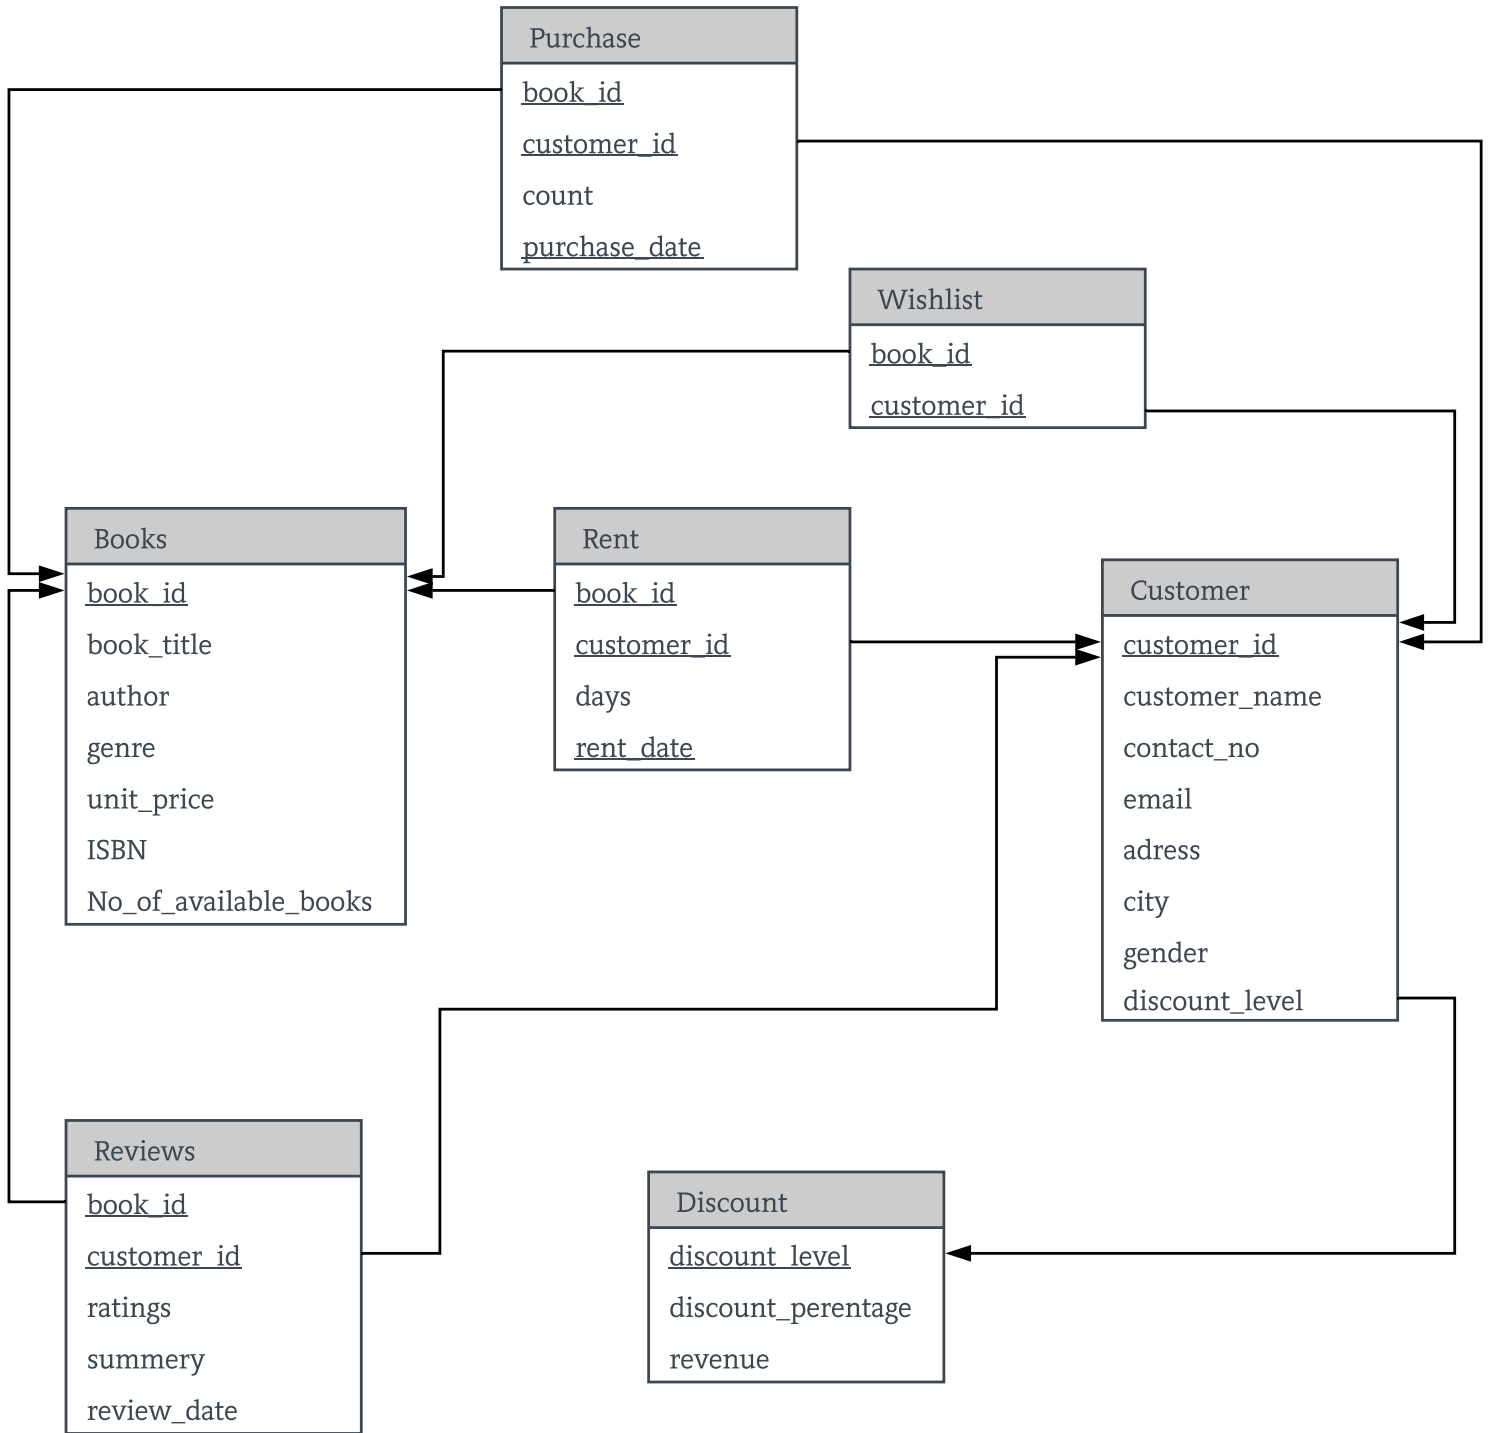 Purchase
book_id
customer_id
count
purchase_date
Wishlist
book_id
customer_id
Books
book_id
book_title
author
genre
unit_price
ISBN
No_of_available_books
Rent
book_id
customer_id
days
rent_date
Customer
customer_id
customer_name
contact_no
email
adress
city
gender
discount_level
Reviews
book_id
customer_id
ratings
summery
review_date
Discount
discount_level
discount_perentage
revenue